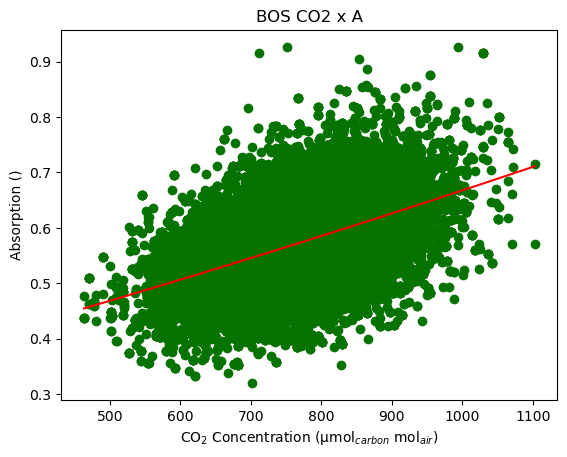 BOS CO2 x A
Absorption ()
0.9
0.8
0.7
0.6
0.5
0.4
0.3
500 600 700 800 900 1000 1100
CO₂ Concentration (μmol_carbon mol_air)